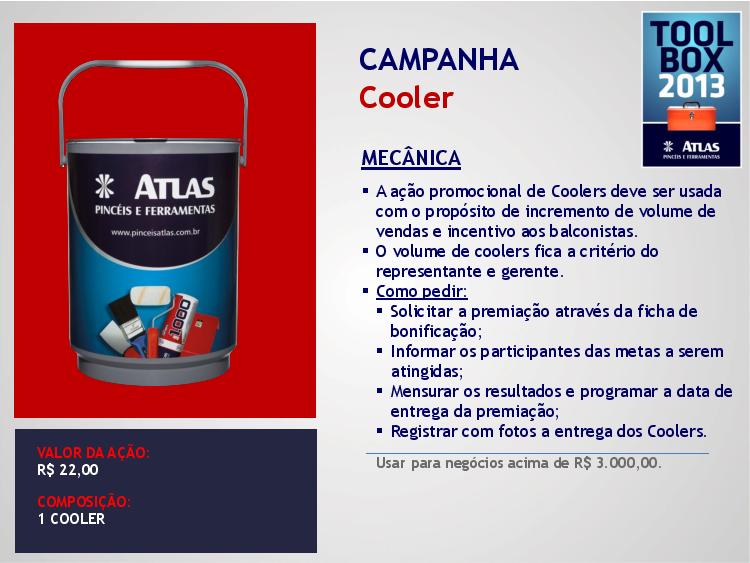 CAMPANHA
Cooler
TOOL
BOX
2013
ATLAS
PINCÉIS E FERRAMENTAS
ATLAS
PINCÉIS E FERRAMENTAS
www.pinceisatlas.com.br
1000
MECÂNICA
▪ A ação promocional de Coolers deve ser usada
com o propósito de incremento de volume de
vendas e incentivo aos balconistas.
▪ O volume de coolers fica a critério do
representante e gerente.
▪ Como pedir:
▪ Solicitar a premiação através da ficha de
bonificação;
▪ Informar os participantes das metas a serem
atingidas;
▪ Mensurar os resultados e programar a data de
entrega da premiação;
▪ Registrar com fotos a entrega dos Coolers.
Usar para negócios acima de R$ 3.000,00.
VALOR DA AÇÃO:
R$ 22,00
COMPOSIÇÃO:
1 COOLER